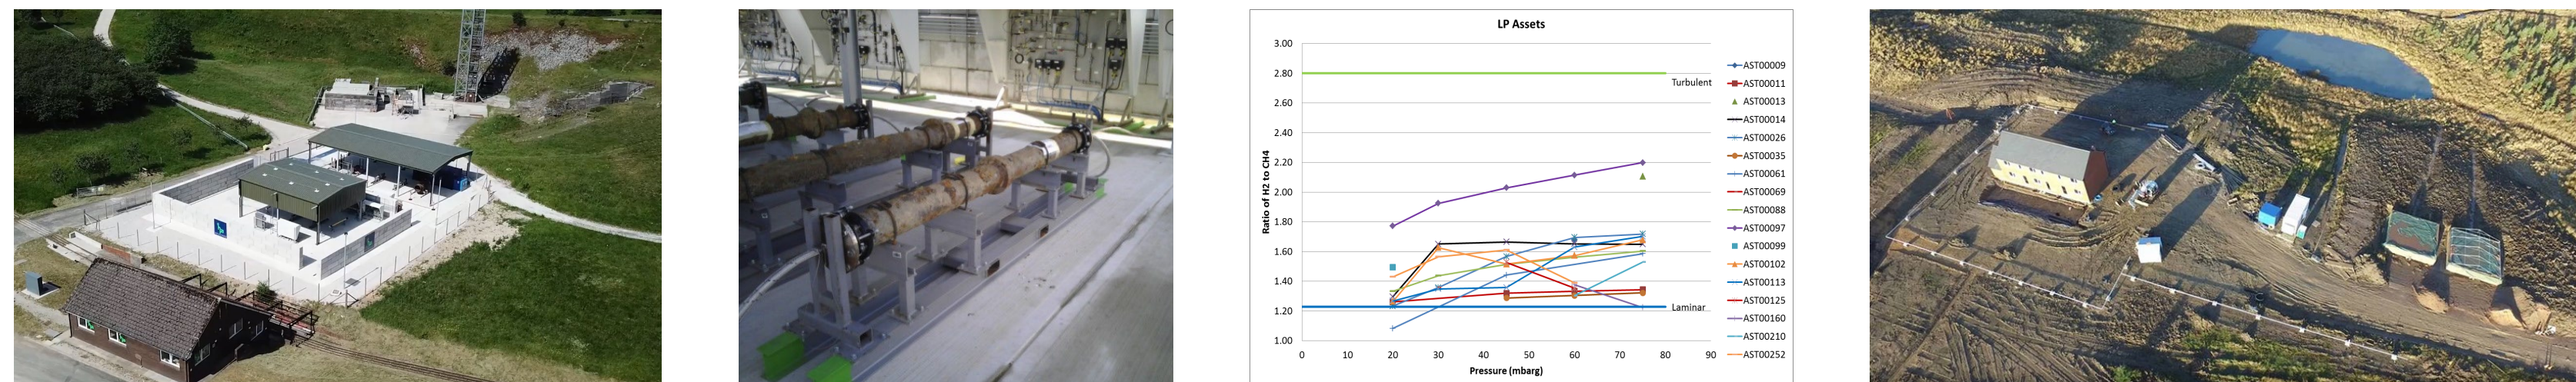 LP Assets
3.00
2.80
2.60
2.40
2.20
2.00
1.80
1.60
1.40
1.20
1.00
Ratio of H2 to CH4
0 10 20 30 40 50 60 70 80 90
Pressure (mbarg)
Turbulent
Laminar
AST00009
AST00011
AST00013
AST00014
AST00026
AST00035
AST00061
AST00069
AST00088
AST00097
AST00099
AST00102
AST00113
AST00125
AST00160
AST00210
AST00252